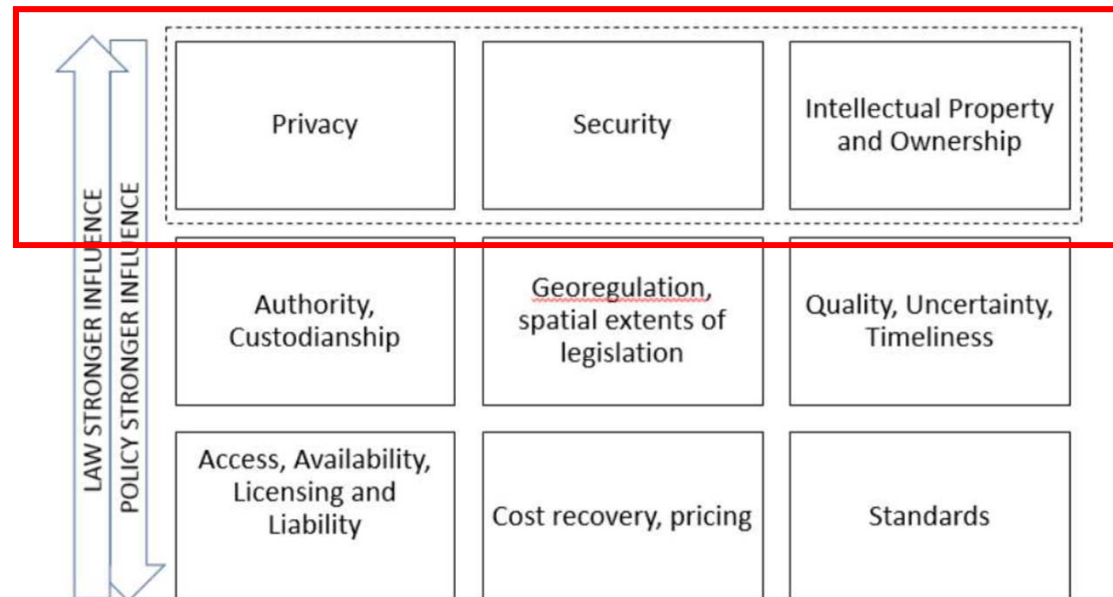 LAW STRONGER INFLUENCE
POLICY STRONGER INFLUENCE
Privacy
Security
Intellectual Property
and Ownership
Authority,
Custodianship
Georegulation,
spatial extents of
legislation
Quality, Uncertainty,
Timeliness
Access, Availability,
Licensing and
Liability
Cost recovery, pricing
Standards